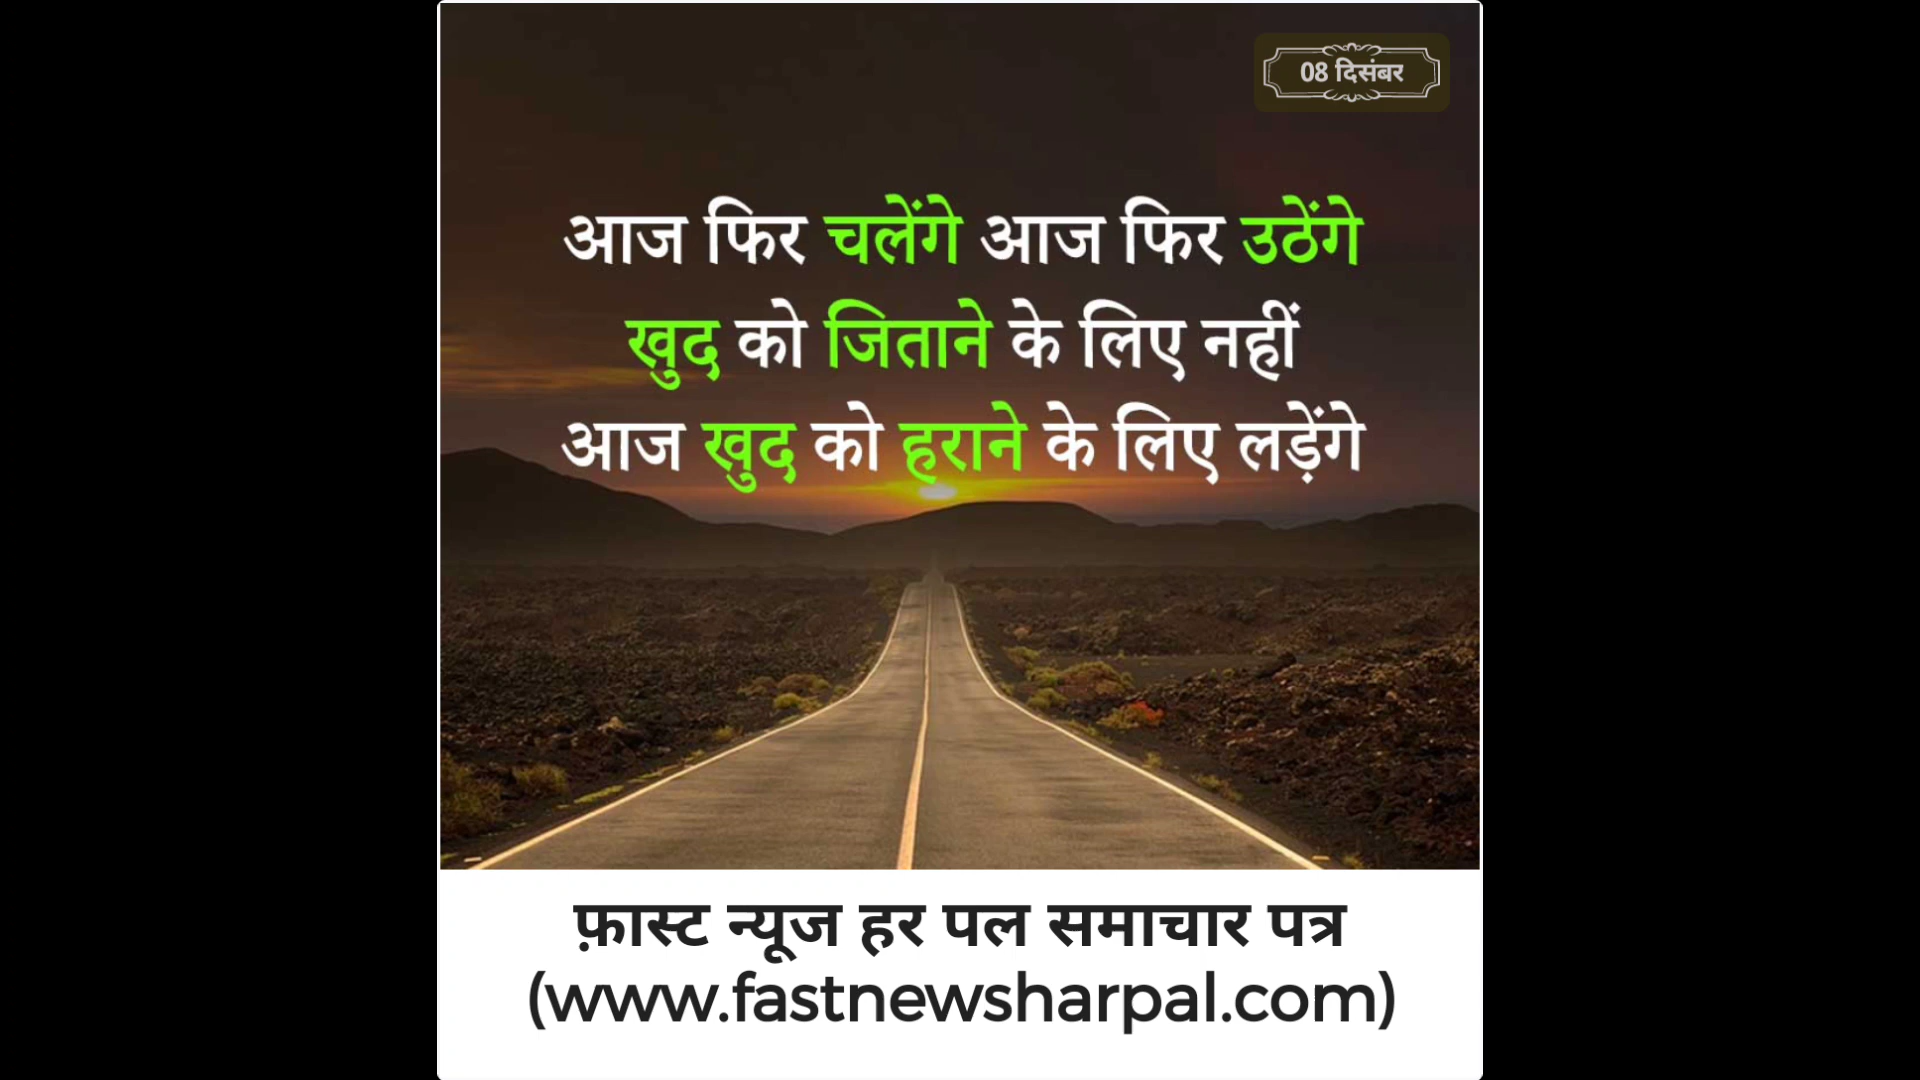 08 दिसंबर
आज फिर चलेंगे आज फिर उठेंगे
खुद को जिताने के लिए नहीं
आज खुद को हराने के लिए लड़ेंगे
फ़ास्ट न्यूज हर पल समाचार पत्र
(www.fastnewsharpal.com)